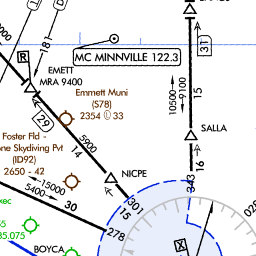 181
MC MINNVILLE 122.3
31
R
EMETT
MRA 9400
Emmett Muni
(S78)
2354 33
10500
9100
15
29
5900
14
SALLA
Foster Fld -
ne Skydiving Pvt
(ID92)
2650 - 42
16
15000
5400
30
NICPE
301
15
343
278
85.075
BOYCA
X